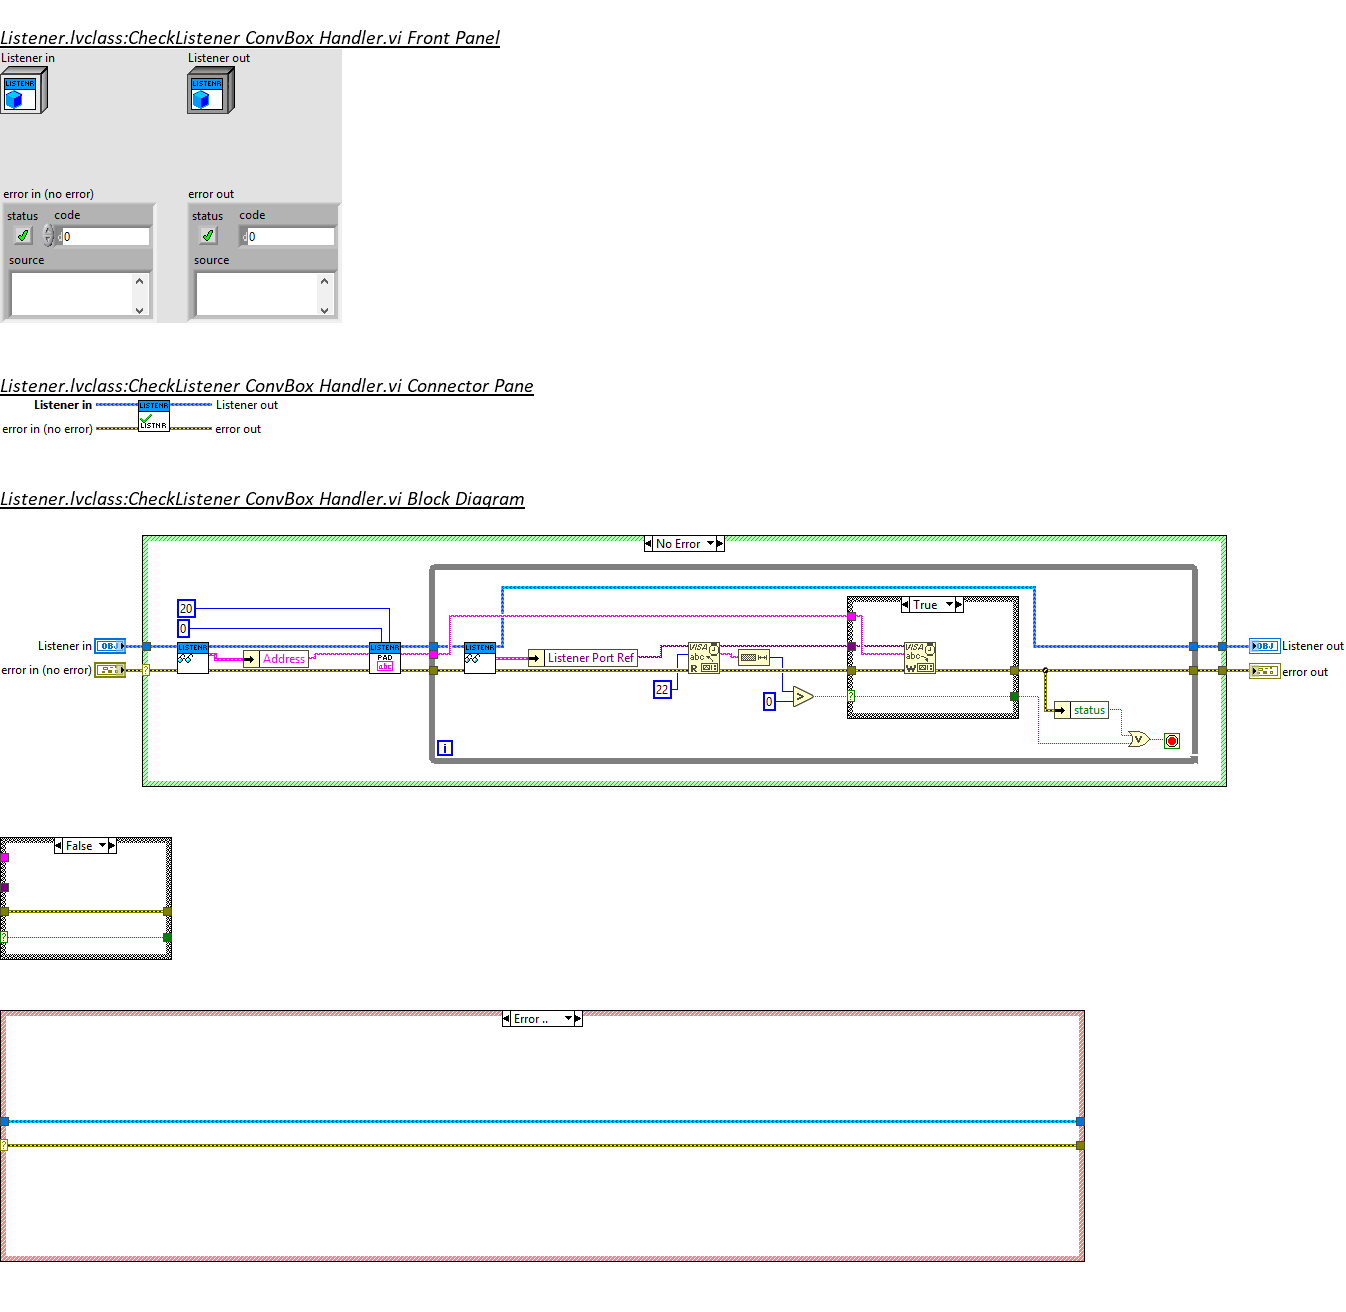 Listener.lvclass:CheckListener ConvBox Handler.vi Front Panel
Listener in
Listener out
LISTENR
LISTENR
error in (no error)
error out
status
code
status
code
0
0
source
source
Listener.lvclass:CheckListener ConvBox Handler.vi Connector Pane
Listener in
LISTENR
Listener out
error in (no error)
LISTNR
error out
Listener.lvclass:CheckListener ConvBox Handler.vi Block Diagram
No Error
20
True
0
Listener in
OBJ
LISTENR
LISTENR
LISTENR
VISA
VISA
OBJ
Listener out
Address
PAD
Listener Port Ref
abc
abc
error in (no error)
abc
R
W
error out
22
?
?
0
>
status
V
i
False
?
Error ..
?